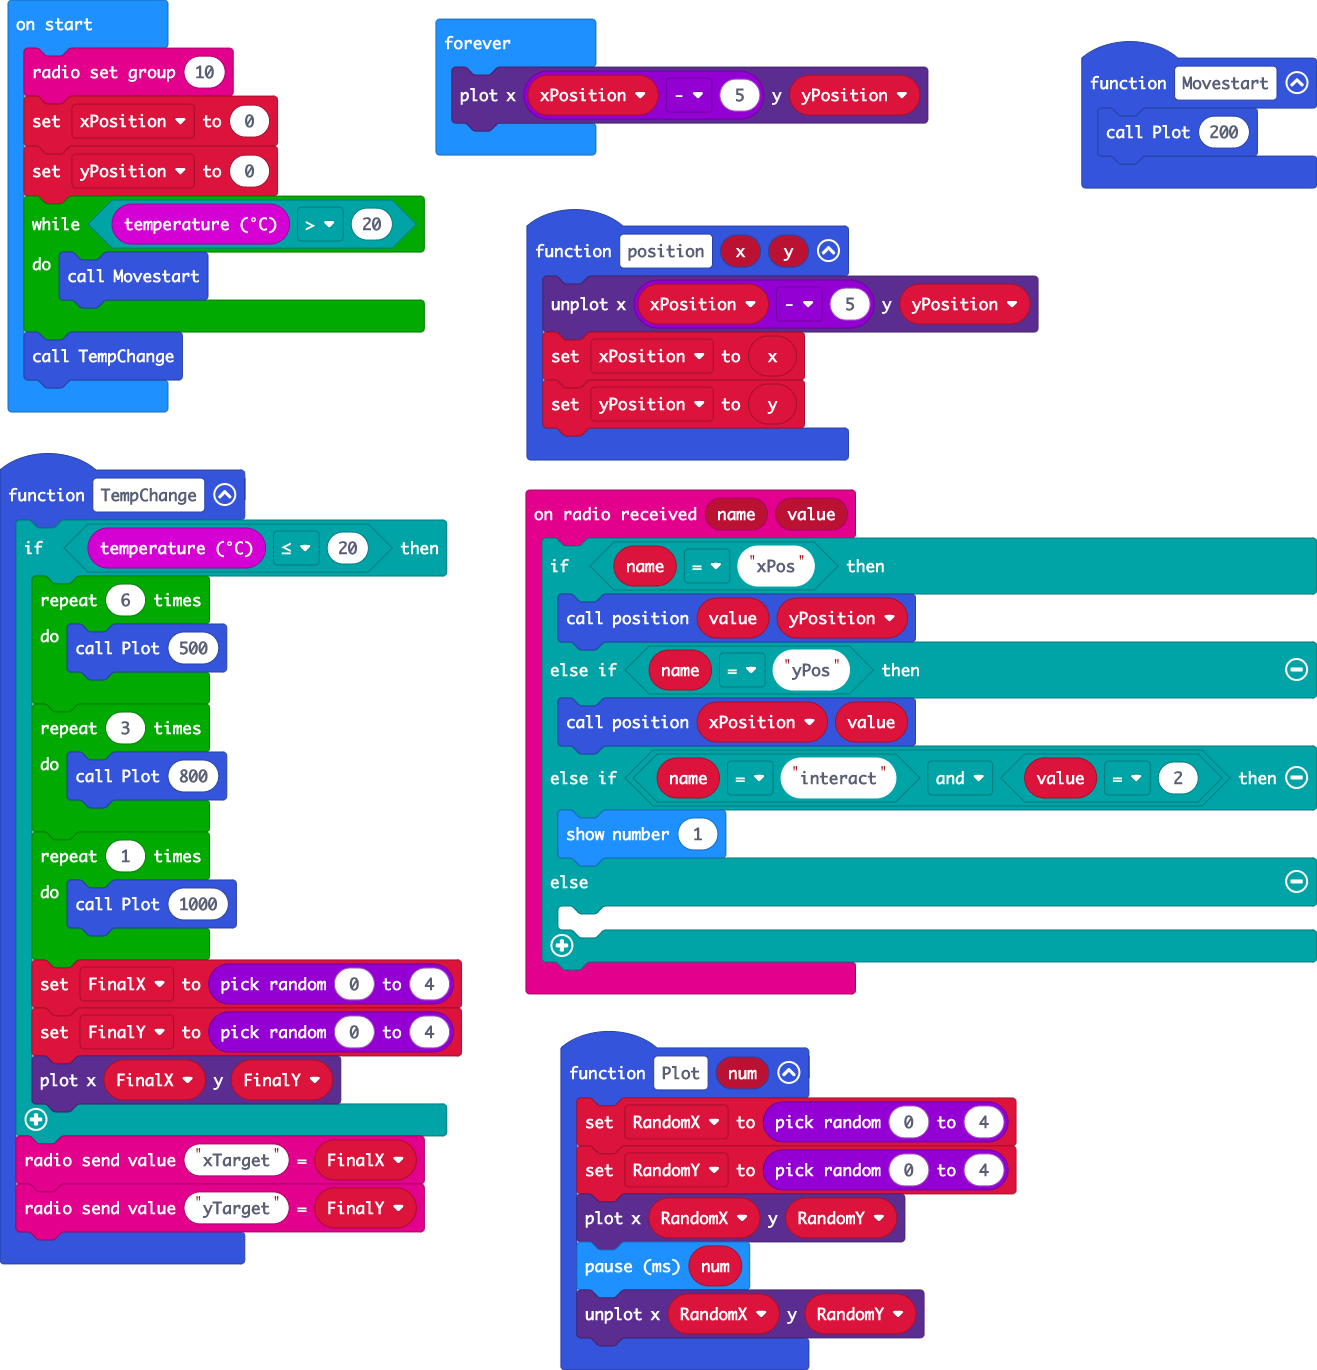 on start
radio set group 10
set xPosition to 0
set yPosition to 0
while temperature (°C) > 20
do
call Movestart
call TempChange
forever
plot x xPosition - 5 y yPosition
function Movestart
call Plot 200
function position x y
unplot x xPosition - 5 y yPosition
set xPosition to x
set yPosition to y
function TempChange
if temperature (°C) ≤ 20 then
repeat 6 times
do
call Plot 500
repeat 3 times
do
call Plot 800
repeat 1 times
do
call Plot 1000
set FinalX to pick random 0 to 4
set FinalY to pick random 0 to 4
plot x FinalX y FinalY
radio send value "xTarget" = FinalX
radio send value "yTarget" = FinalY
on radio received name value
if name = "xPos" then
call position value yPosition
else if name = "yPos" then
call position xPosition value
else if name = "interact" and value = 2 then
show number 1
else
function Plot num
set RandomX to pick random 0 to 4
set RandomY to pick random 0 to 4
plot x RandomX y RandomY
pause (ms) num
unplot x RandomX y RandomY